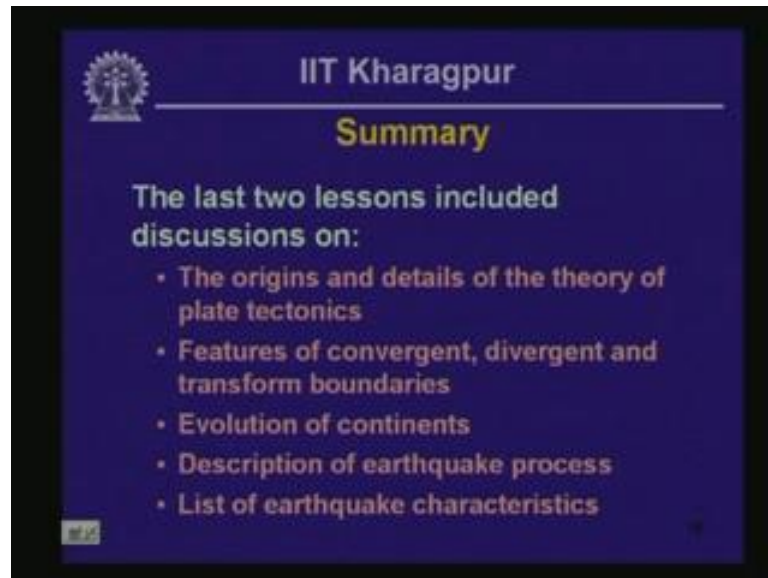 IIT Kharagpur
Summary
The last two lessons included
discussions on:
• The origins and details of the theory of
plate tectonics
• Features of convergent, divergent and
transform boundaries
• Evolution of continents
• Description of earthquake process
• List of earthquake characteristics